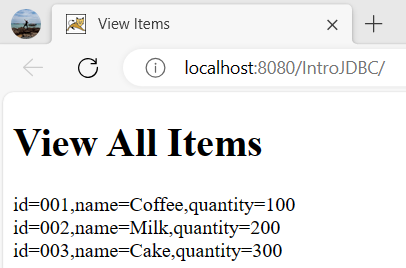 View Items
localhost:8080/IntroJDBC/
View All Items
id=001,name=Coffee,quantity=100
id=002,name=Milk,quantity=200
id=003,name=Cake,quantity=300